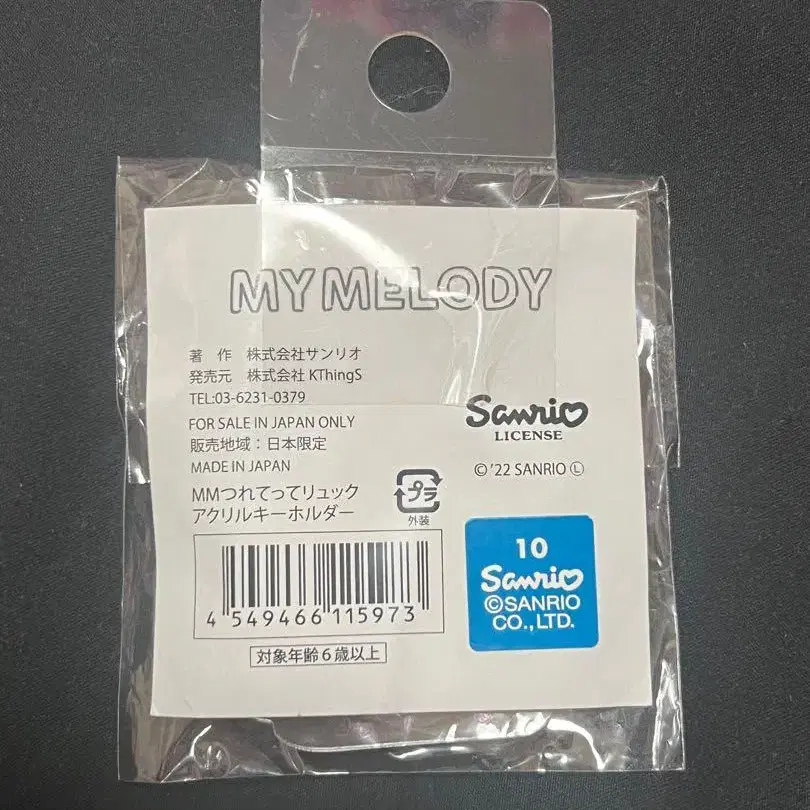 MY MELODY
著 作 株式会社サンリオ
発売元 株式会社 KThingS
TEL:03-6231-0379
FOR SALE IN JAPAN ONLY
販売地域：日本限定
MADE IN JAPAN
MMつれてってリュック
アクリルキーホルダー
4 549466 115973
対象年齢６歳以上
Sanrio
LICENSE
©'22 SANRIO Ⓛ
プラ
外装
10
Sanrio
©SANRIO
CO.,LTD.